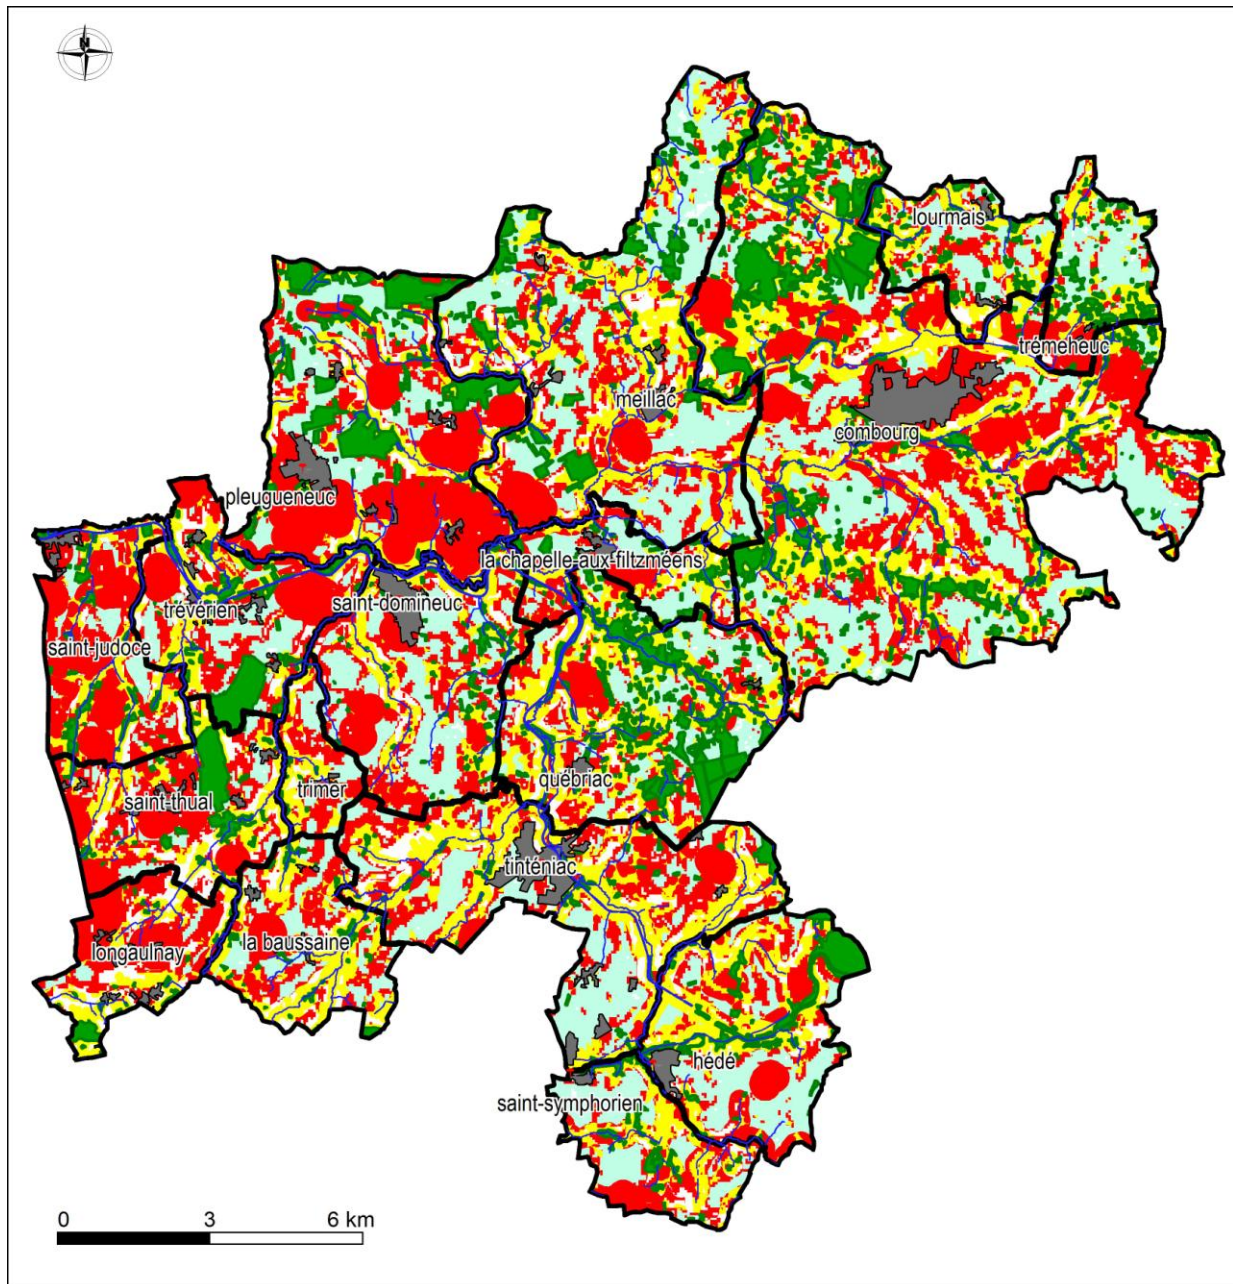 N
lourmais
trémeheuc
meillac
combourg
pleugueneuc
la chapelle-aux-filtzméens
trévérien
saint-domineuc
saint-judoce
québriac
trimer
saint-thual
tinténiac
la baussaine
longaulnay
hédé
saint-symphorien
0 3 6 km